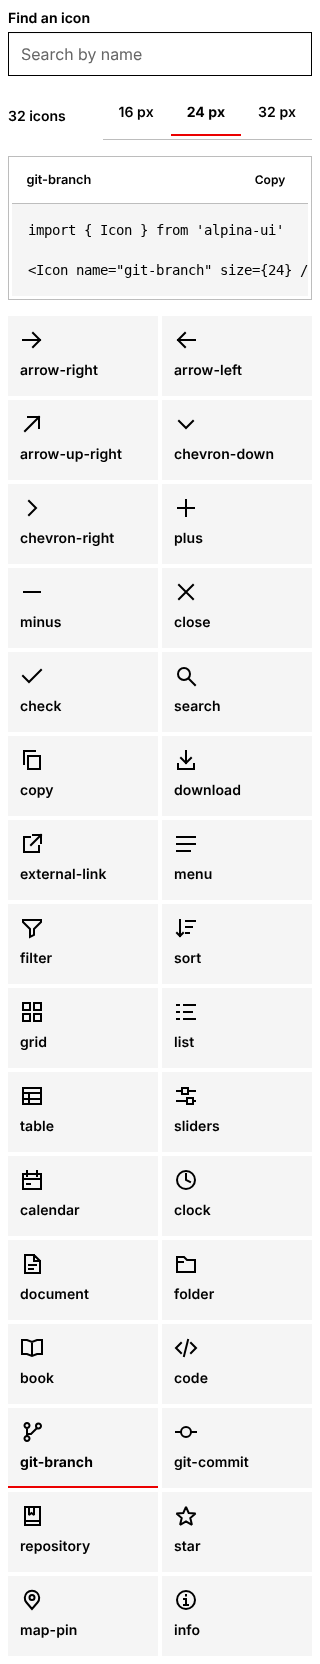 Find an icon
Search by name
32 icons
16 px
24 px
32 px
git-branch
Copy
import { Icon } from 'alpina-ui'
<Icon name="git-branch" size={24} /
arrow-right
arrow-left
arrow-up-right
chevron-down
chevron-right
plus
minus
close
check
search
copy
download
external-link
menu
filter
sort
grid
list
table
sliders
calendar
clock
document
folder
book
code
git-branch
git-commit
repository
star
map-pin
info